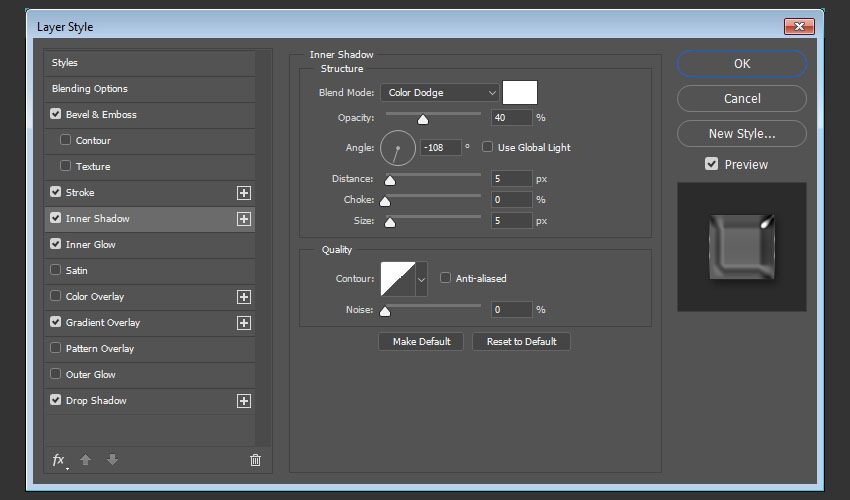 Layer Style
Styles
Blending Options
Bevel & Emboss
Contour
Texture
Stroke
Inner Shadow
Inner Glow
Satin
Color Overlay
Gradient Overlay
Pattern Overlay
Outer Glow
Drop Shadow
fx
Inner Shadow
Structure
Blend Mode: Color Dodge
Opacity: 40 %
Angle: -108 ° Use Global Light
Distance: 5 px
Choke: 0 %
Size: 5 px
Quality
Contour: Anti-aliased
Noise: 0 %
Make Default Reset to Default
OK
Cancel
New Style...
Preview